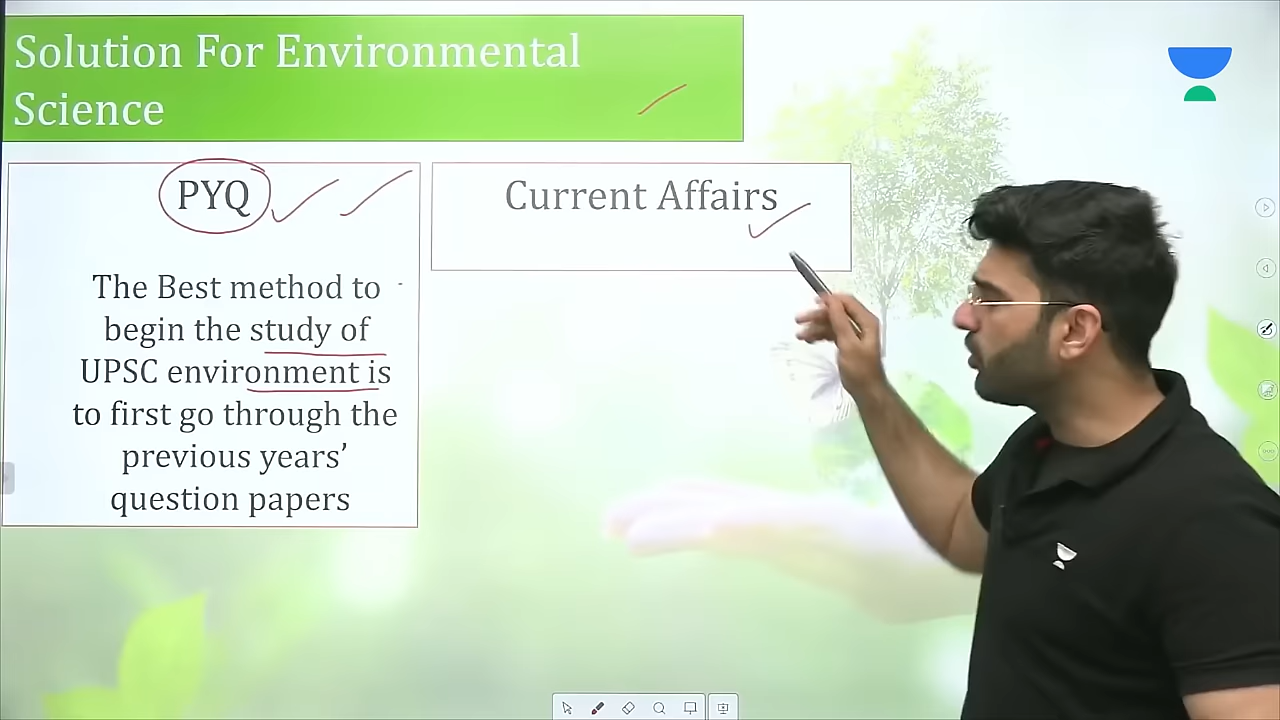 Solution For Environmental
Science
PYQ
The Best method to
begin the study of
UPSC environment is
to first go through the
previous years’
question papers
Current Affairs